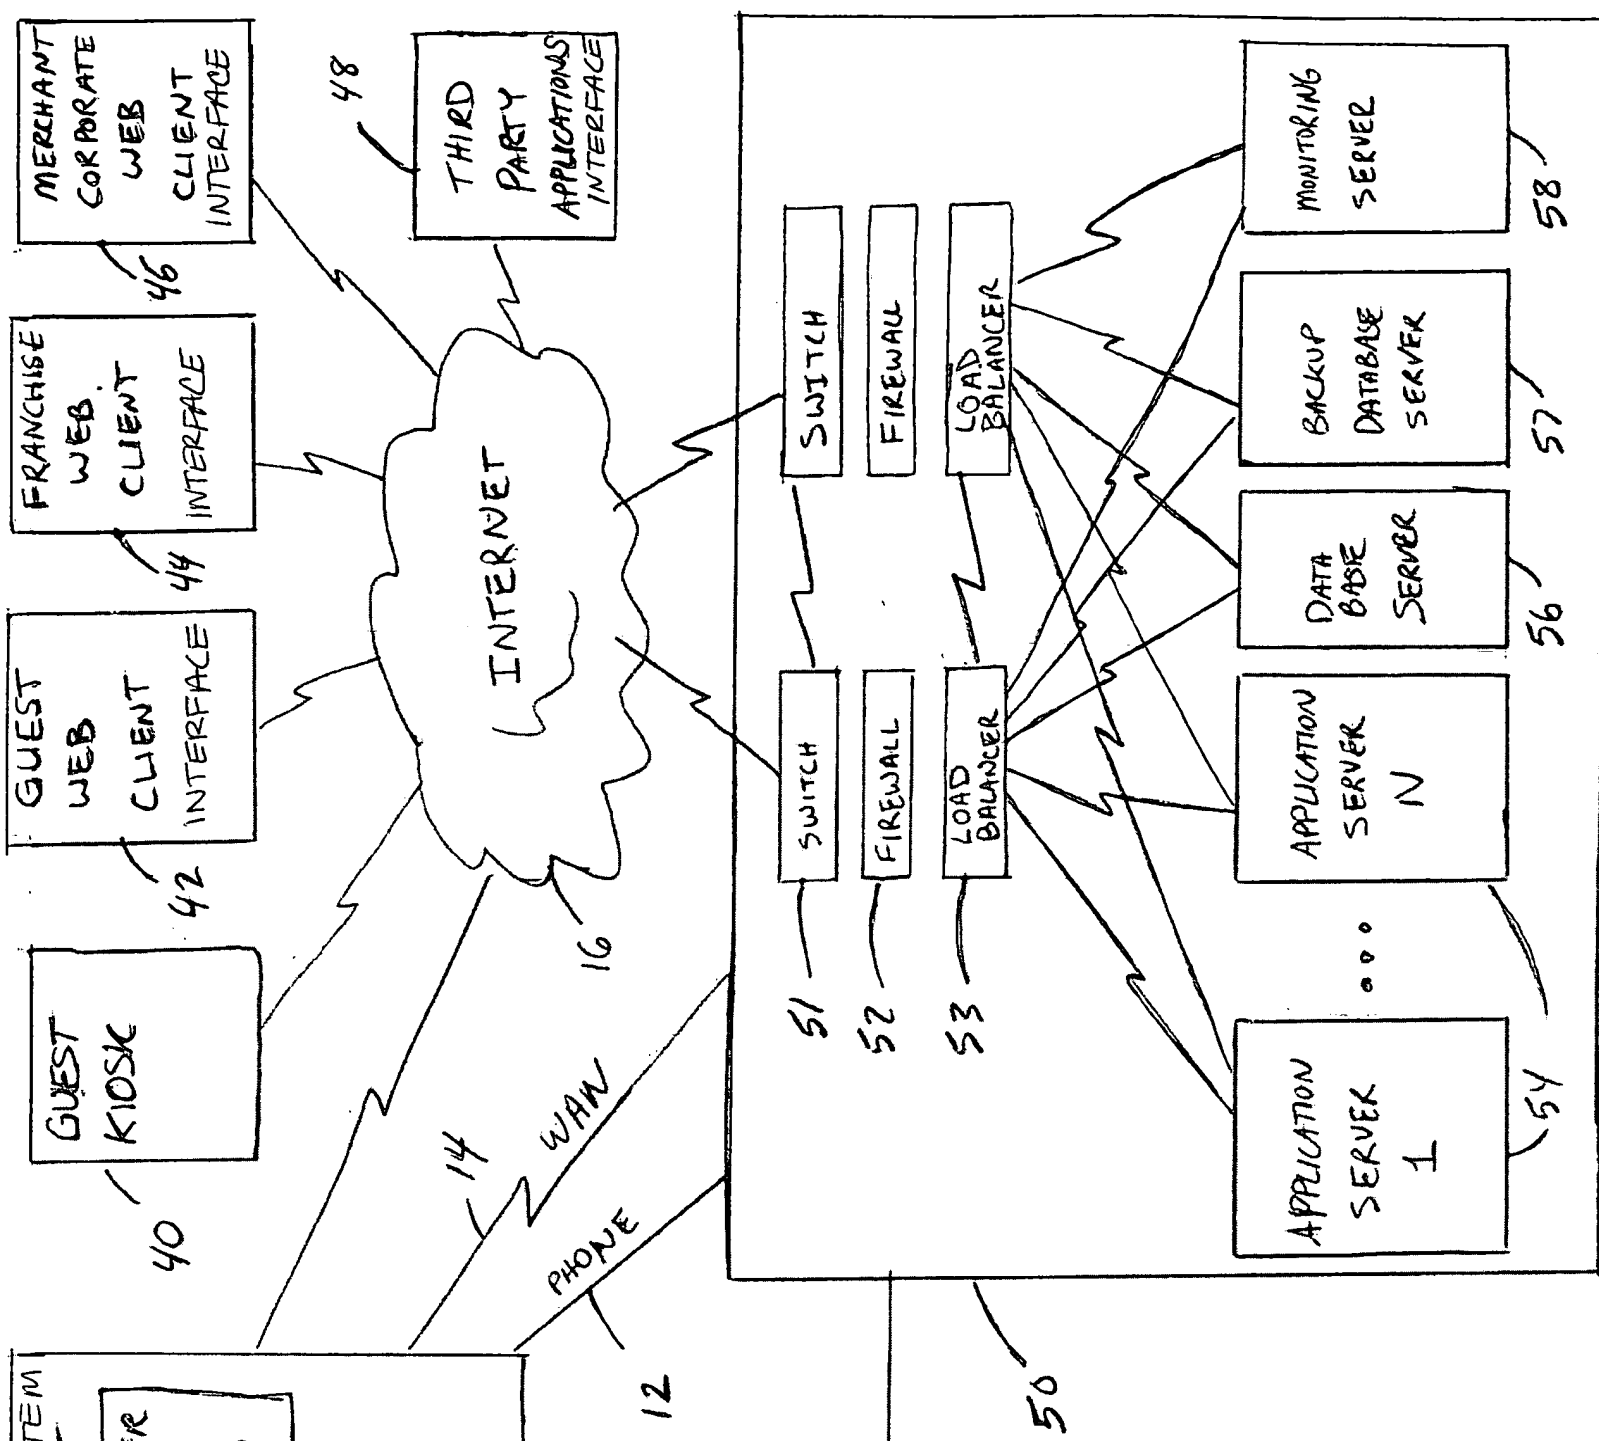 MERCHANT
CORPORATE
WEB
CLIENT
INTERFACE
46
THIRD
PARTY
APPLICATIONS
INTERFACE
48
FRANCHISE
WEB
CLIENT
INTERFACE
44
GUEST
WEB
CLIENT
INTERFACE
42
GUEST
KIOSK
40
INTERNET
16
14
WAN
PHONE
12
SWITCH
FIREWALL
LOAD
BALANCER
SWITCH
FIREWALL
LOAD
BALANCER
51
52
53
MONITORING
SERVER
58
BACKUP
DATABASE
SERVER
57
DATA
BASE
SERVER
56
APPLICATION
SERVER
N
APPLICATION
SERVER
1
54
50
TEM
ER